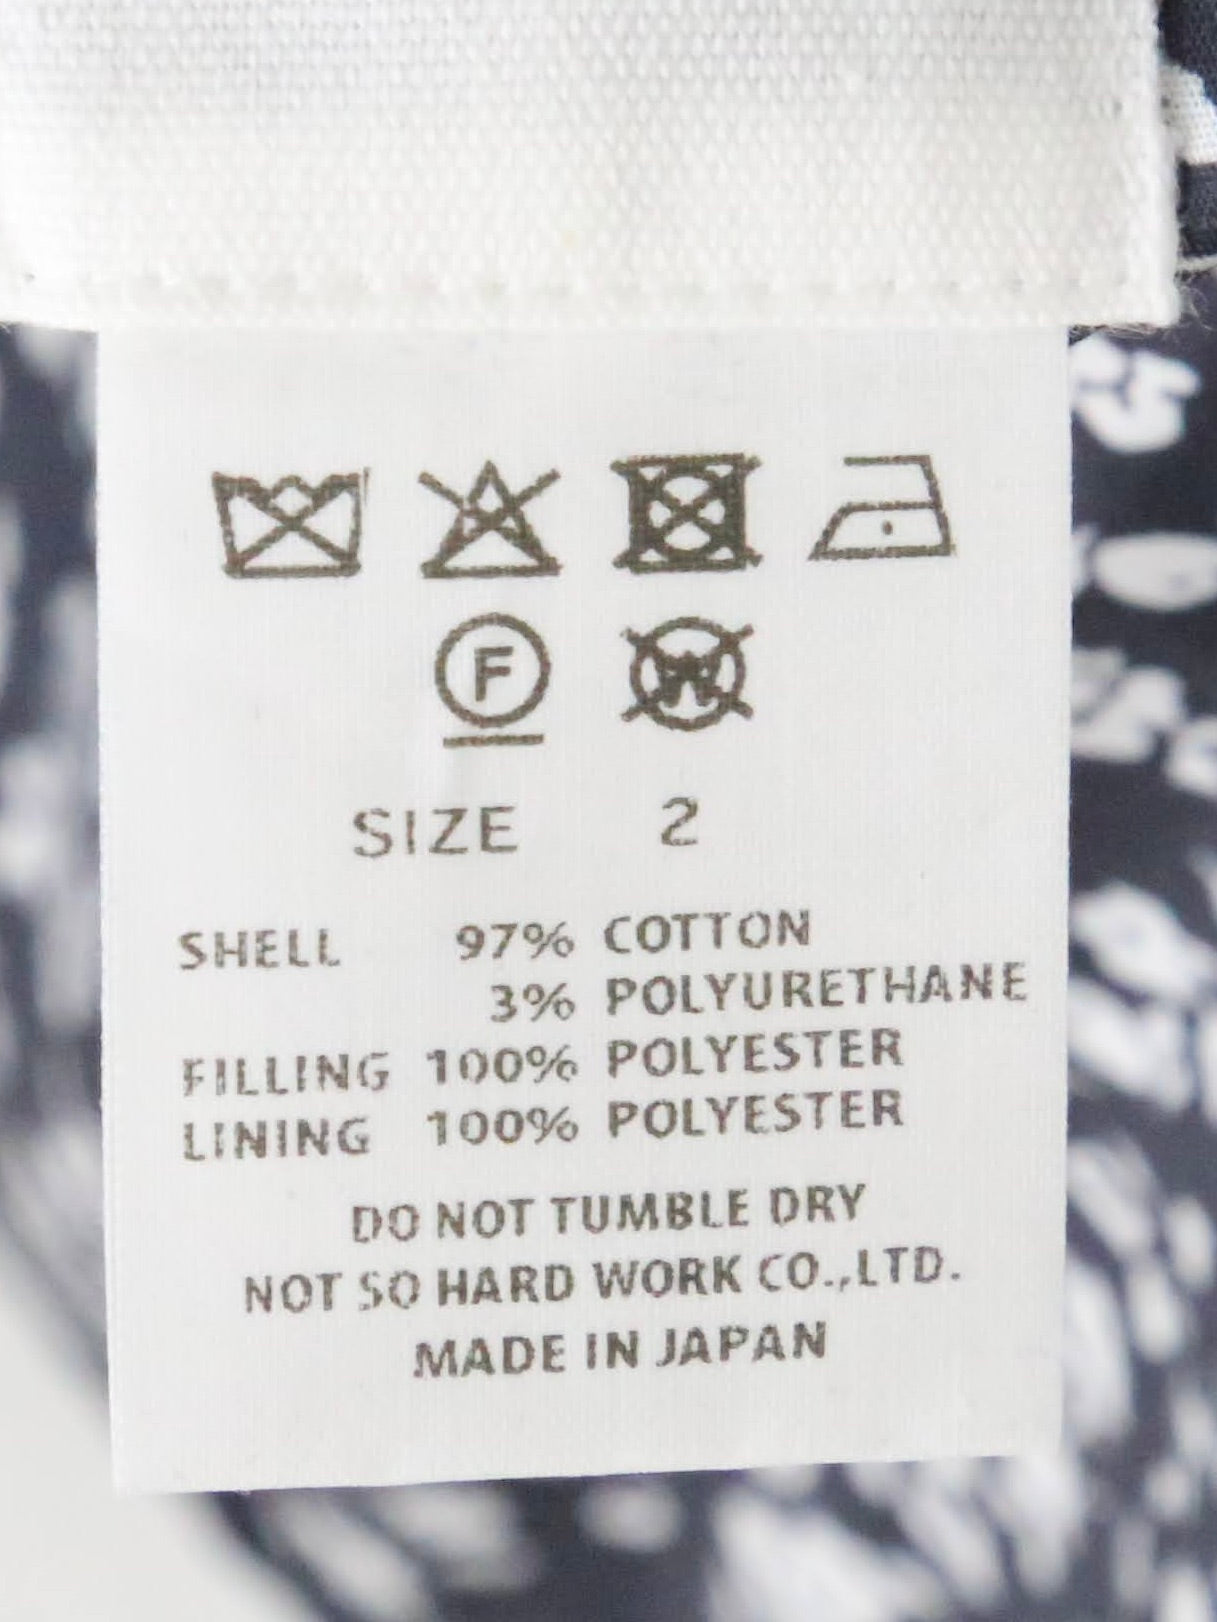 F W
SIZE 2
SHELL 97% COTTON
3% POLYURETHANE
FILLING 100% POLYESTER
LINING 100% POLYESTER
DO NOT TUMBLE DRY
NOT SO HARD WORK CO.,LTD.
MADE IN JAPAN